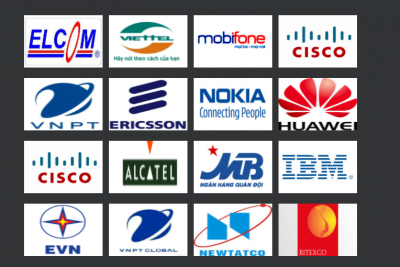 ELCOM
®
VIETTEL
Hãy nói theo cách của bạn
mobifone
mọi lúc - mọi nơi
CISCO
VNPT
ERICSSON
NOKIA
Connecting People
HUAWEI
CISCO
ALCATEL
MB
NGÂN HÀNG QUÂN ĐỘI
IBM
EVN
VNPT GLOBAL
NEWTATCO
BITEXCO